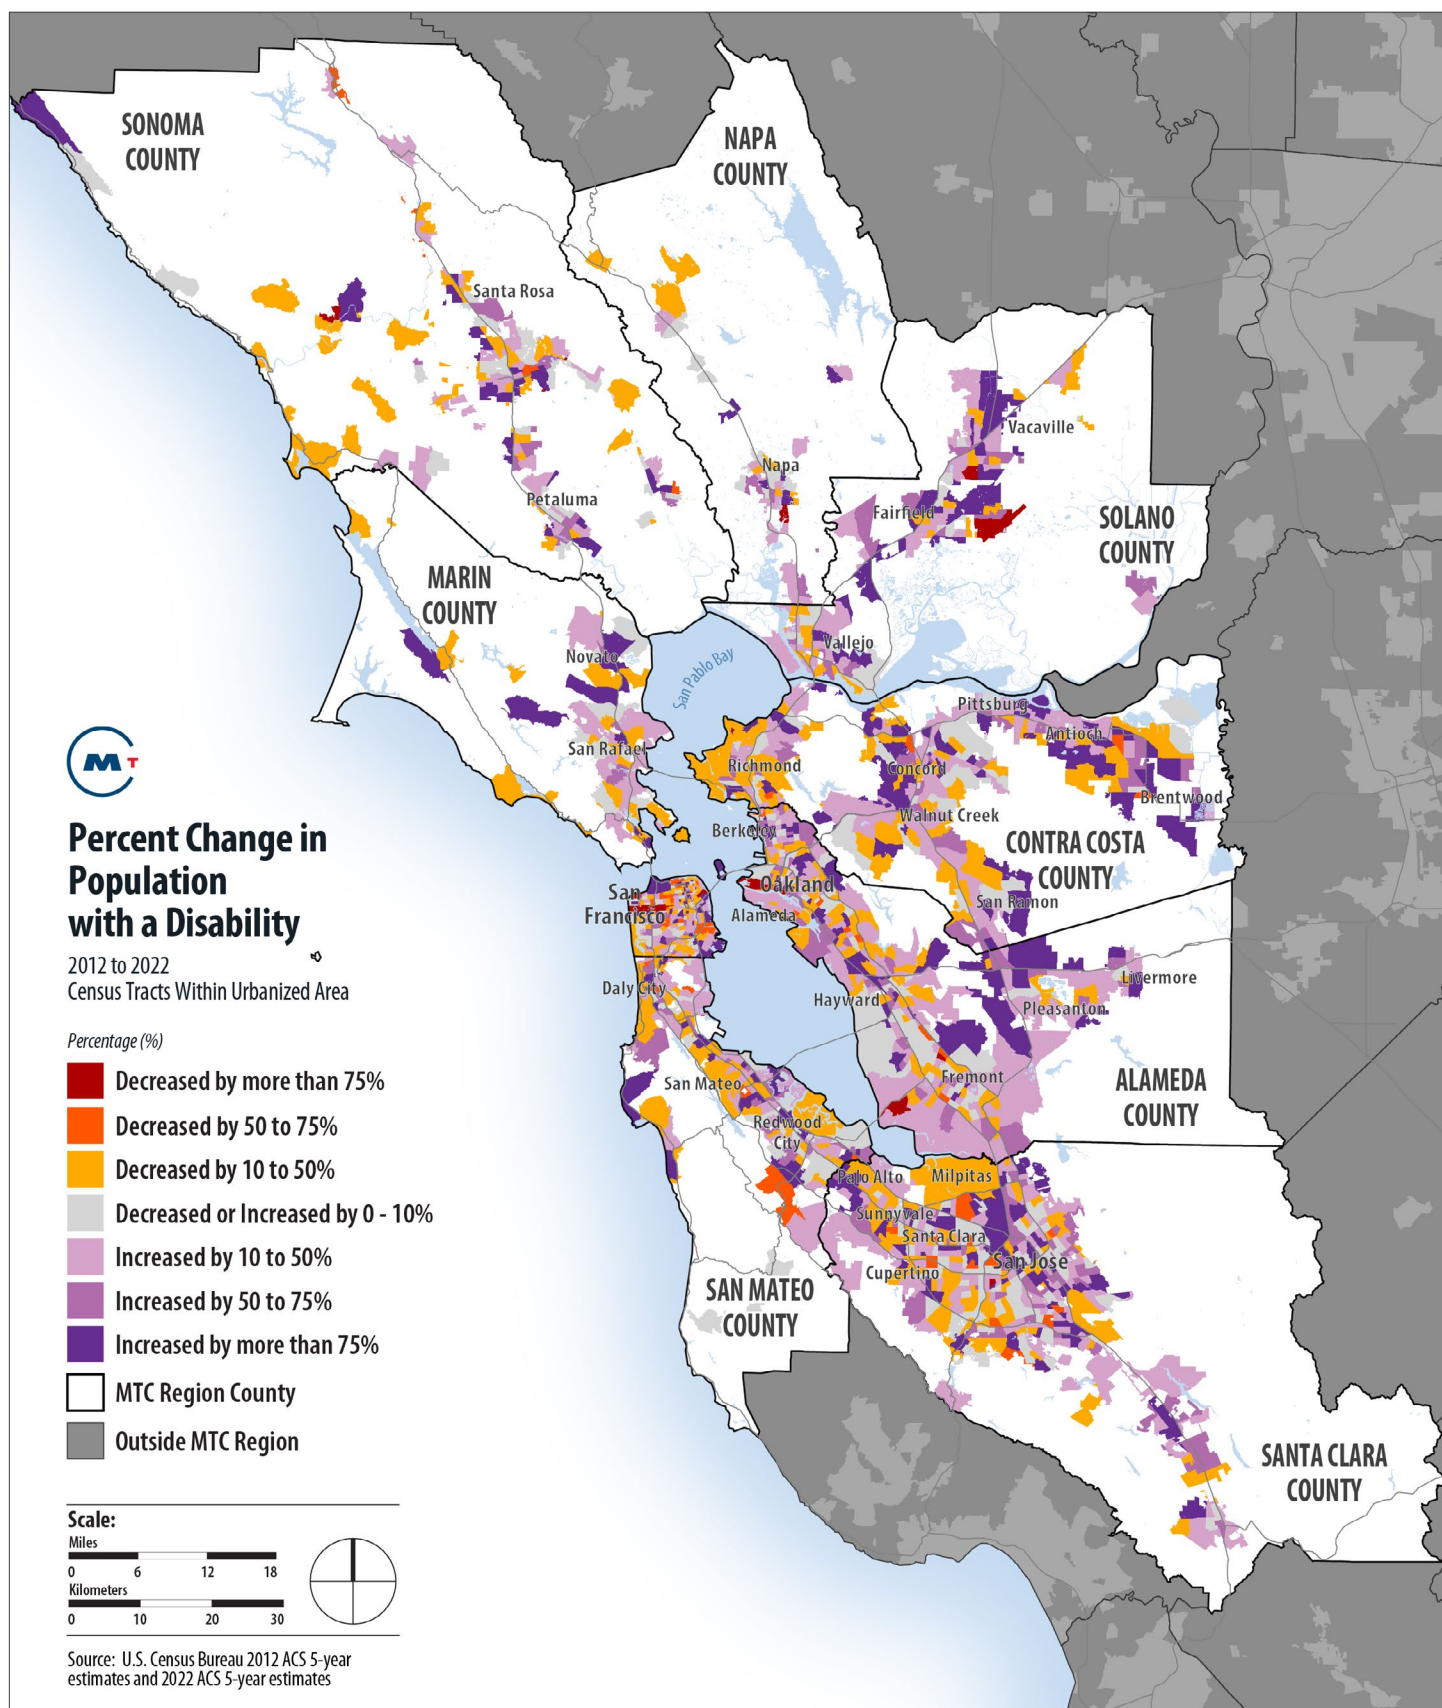 SONOMA
COUNTY
NAPA
COUNTY
Santa Rosa
Vacaville
Napa
Petaluma
Fairfield
SOLANO
COUNTY
MARIN
COUNTY
Vallejo
Novato
San Pablo Bay
Pittsburg
Antioch
San Rafael
Richmond
Concord
Brentwood
Walnut Creek
Berkeley
CONTRA COSTA
COUNTY
Oakland
San
Francisco
Alameda
San Ramon
Livermore
Daly City
Hayward
Pleasanton
San Mateo
Fremont
ALAMEDA
COUNTY
Redwood
City
Palo Alto
Milpitas
Sunnyvale
Santa Clara
San Jose
Cupertino
SAN MATEO
COUNTY
SANTA CLARA
COUNTY
M T
Percent Change in
Population
with a Disability
2012 to 2022
Census Tracts Within Urbanized Area
Percentage (%)
Decreased by more than 75%
Decreased by 50 to 75%
Decreased by 10 to 50%
Decreased or Increased by 0 - 10%
Increased by 10 to 50%
Increased by 50 to 75%
Increased by more than 75%
MTC Region County
Outside MTC Region
Scale:
Miles
0 6 12 18
Kilometers
0 10 20 30
Source: U.S. Census Bureau 2012 ACS 5-year
estimates and 2022 ACS 5-year estimates